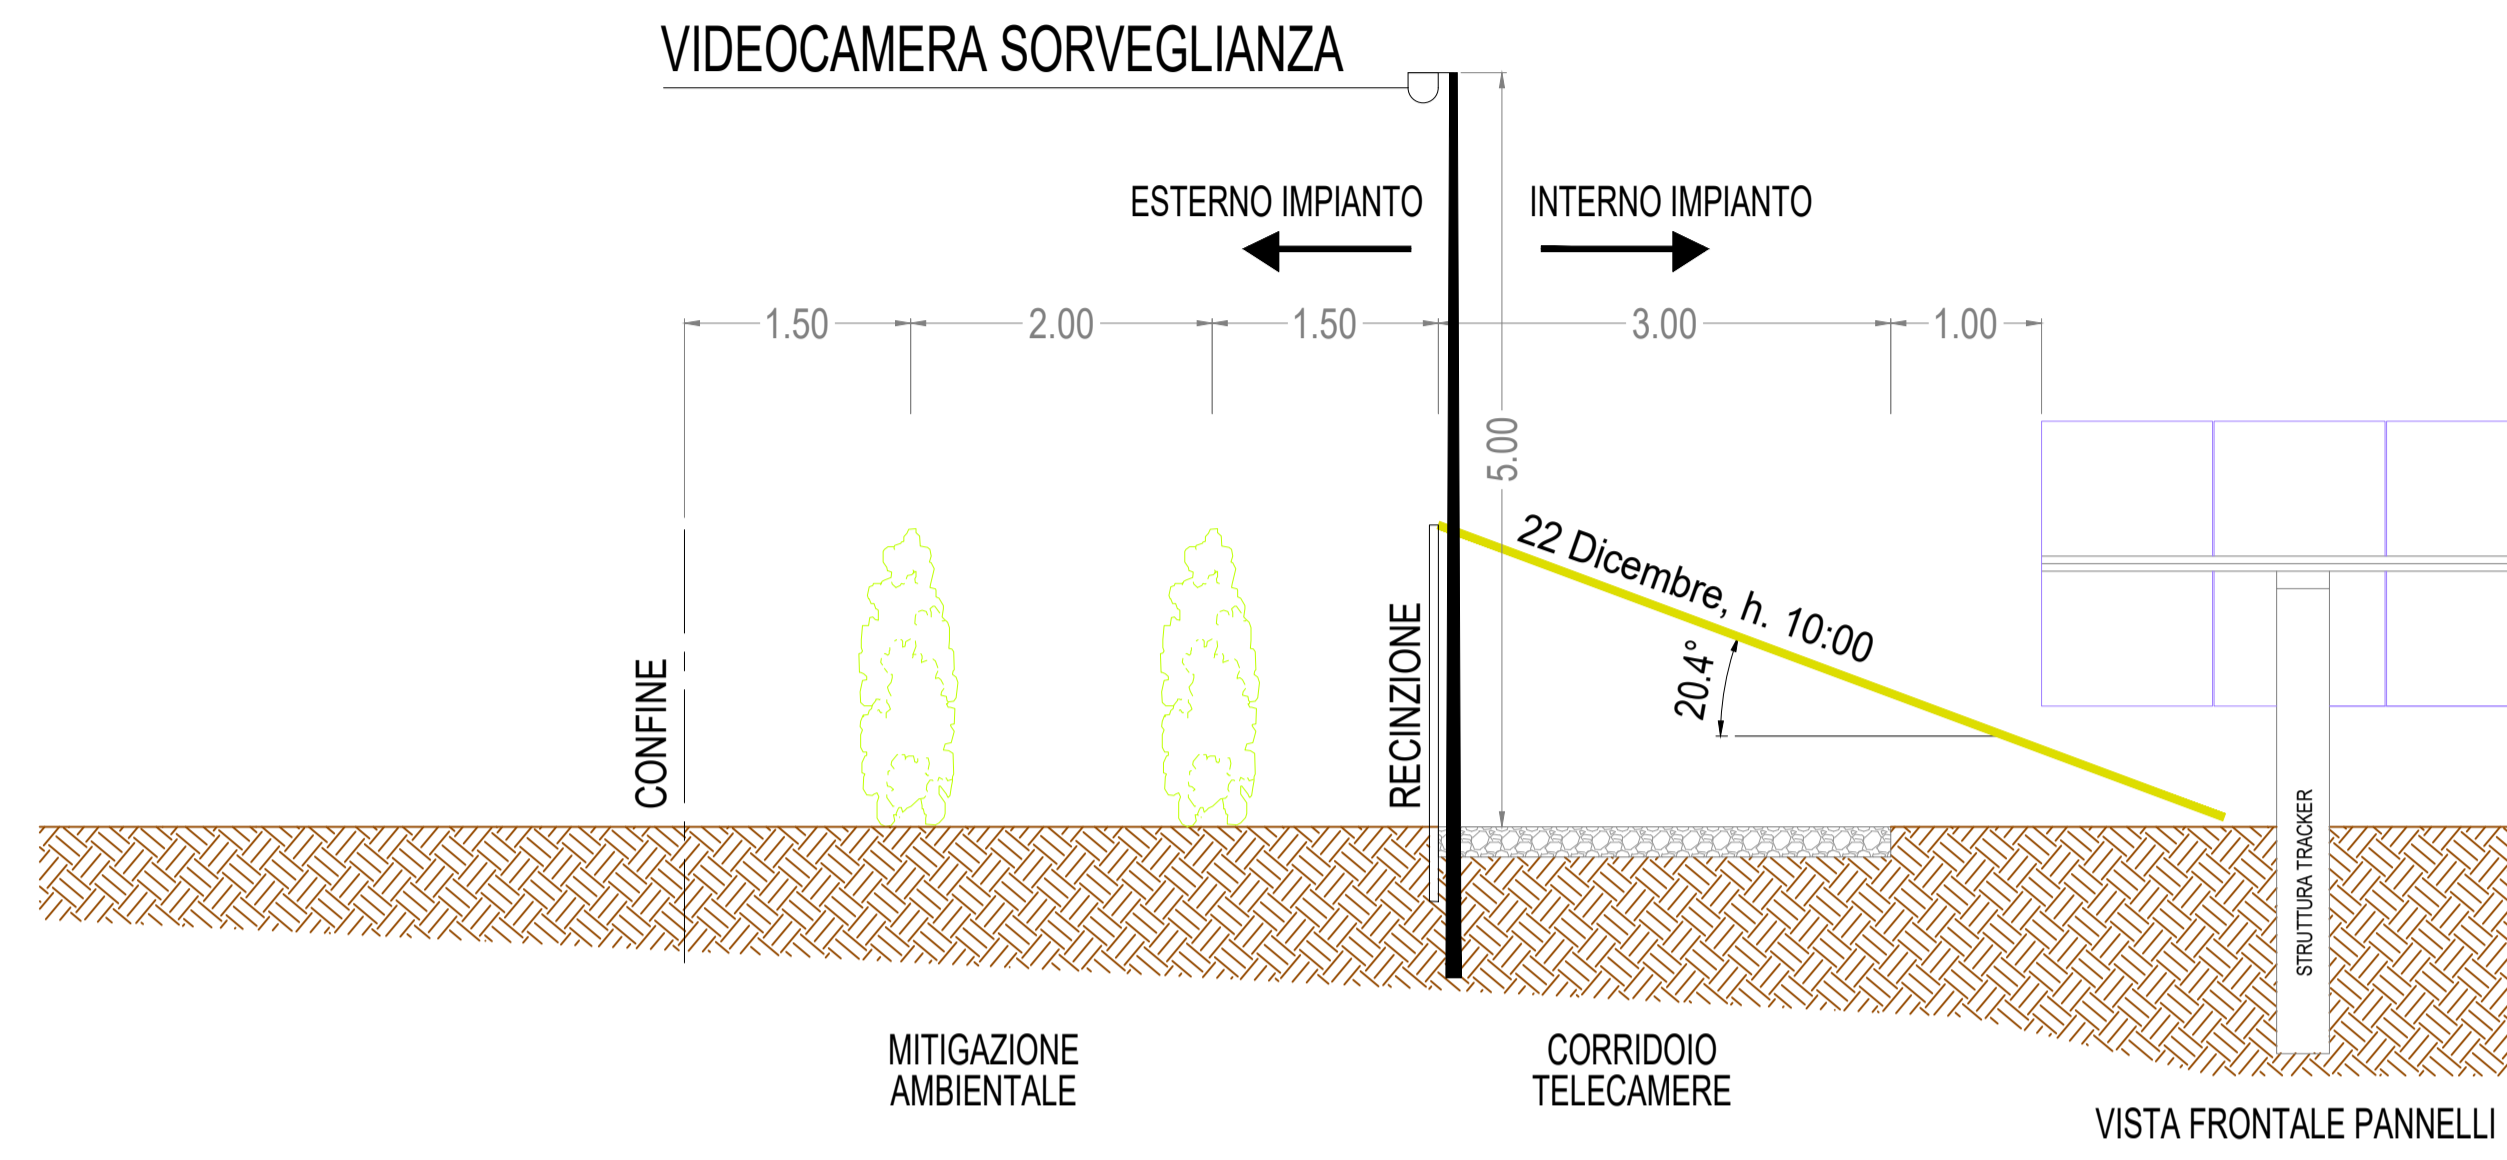 VIDEOCAMERA SORVEGLIANZA
ESTERNO IMPIANTO
INTERNO IMPIANTO
1.50
2.00
1.50
3.00
1.00
5.00
22 Dicembre, h. 10:00
20.4°
CONFINE
RECINZIONE
STRUTTURA TRACKER
MITIGAZIONE
AMBIENTALE
CORRIDOIO
TELECAMERE
VISTA FRONTALE PANNELLI